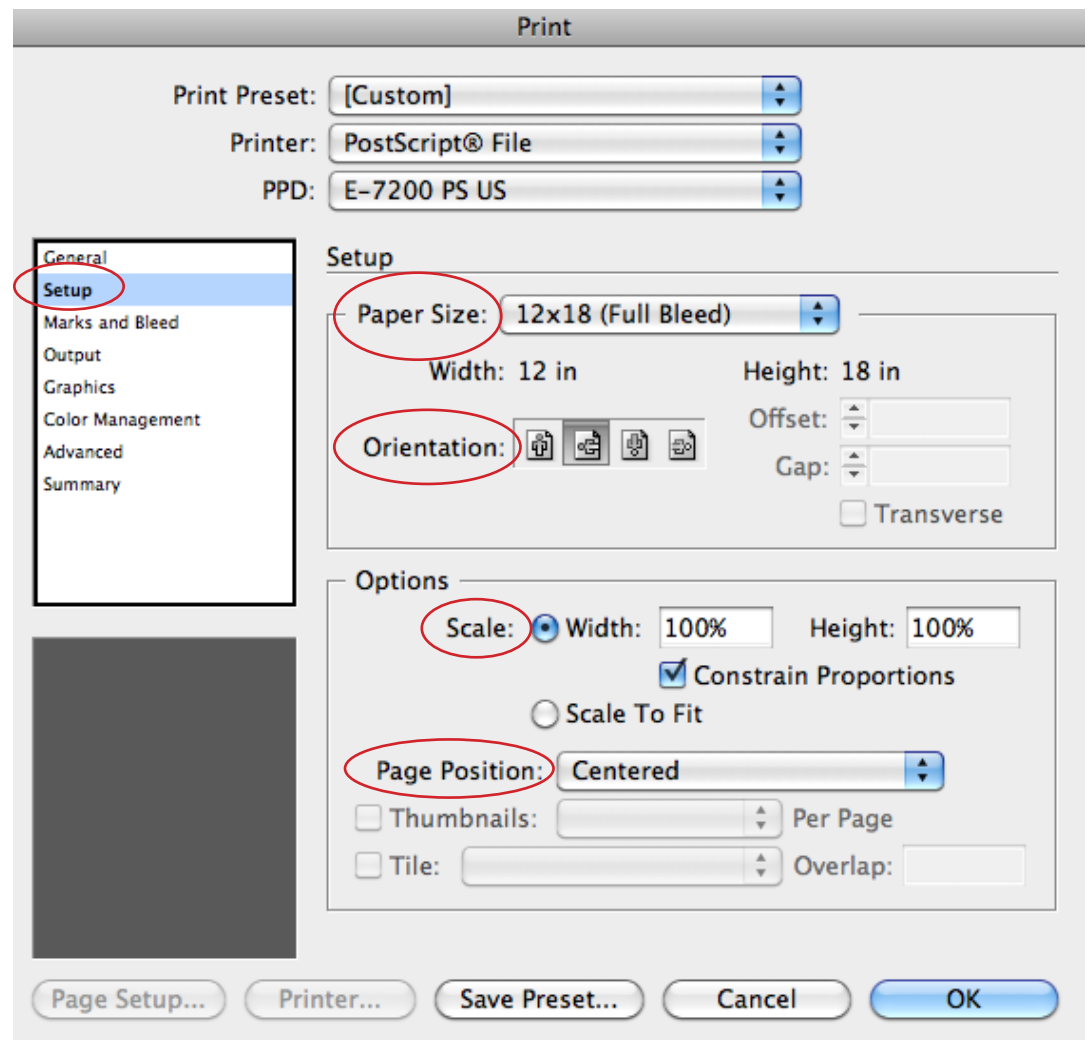 Print
Print Preset: [Custom]
Printer: PostScript® File
PPD: E-7200 PS US
General
Setup
Marks and Bleed
Output
Graphics
Color Management
Advanced
Summary
Setup
Paper Size: 12x18 (Full Bleed)
Width: 12 in Height: 18 in
Orientation: Offset:
Gap:
Transverse
Options
Scale: Width: 100% Height: 100%
Constrain Proportions
Scale To Fit
Page Position: Centered
Thumbnails: Per Page
Tile: Overlap:
Page Setup... Printer... Save Preset... Cancel OK